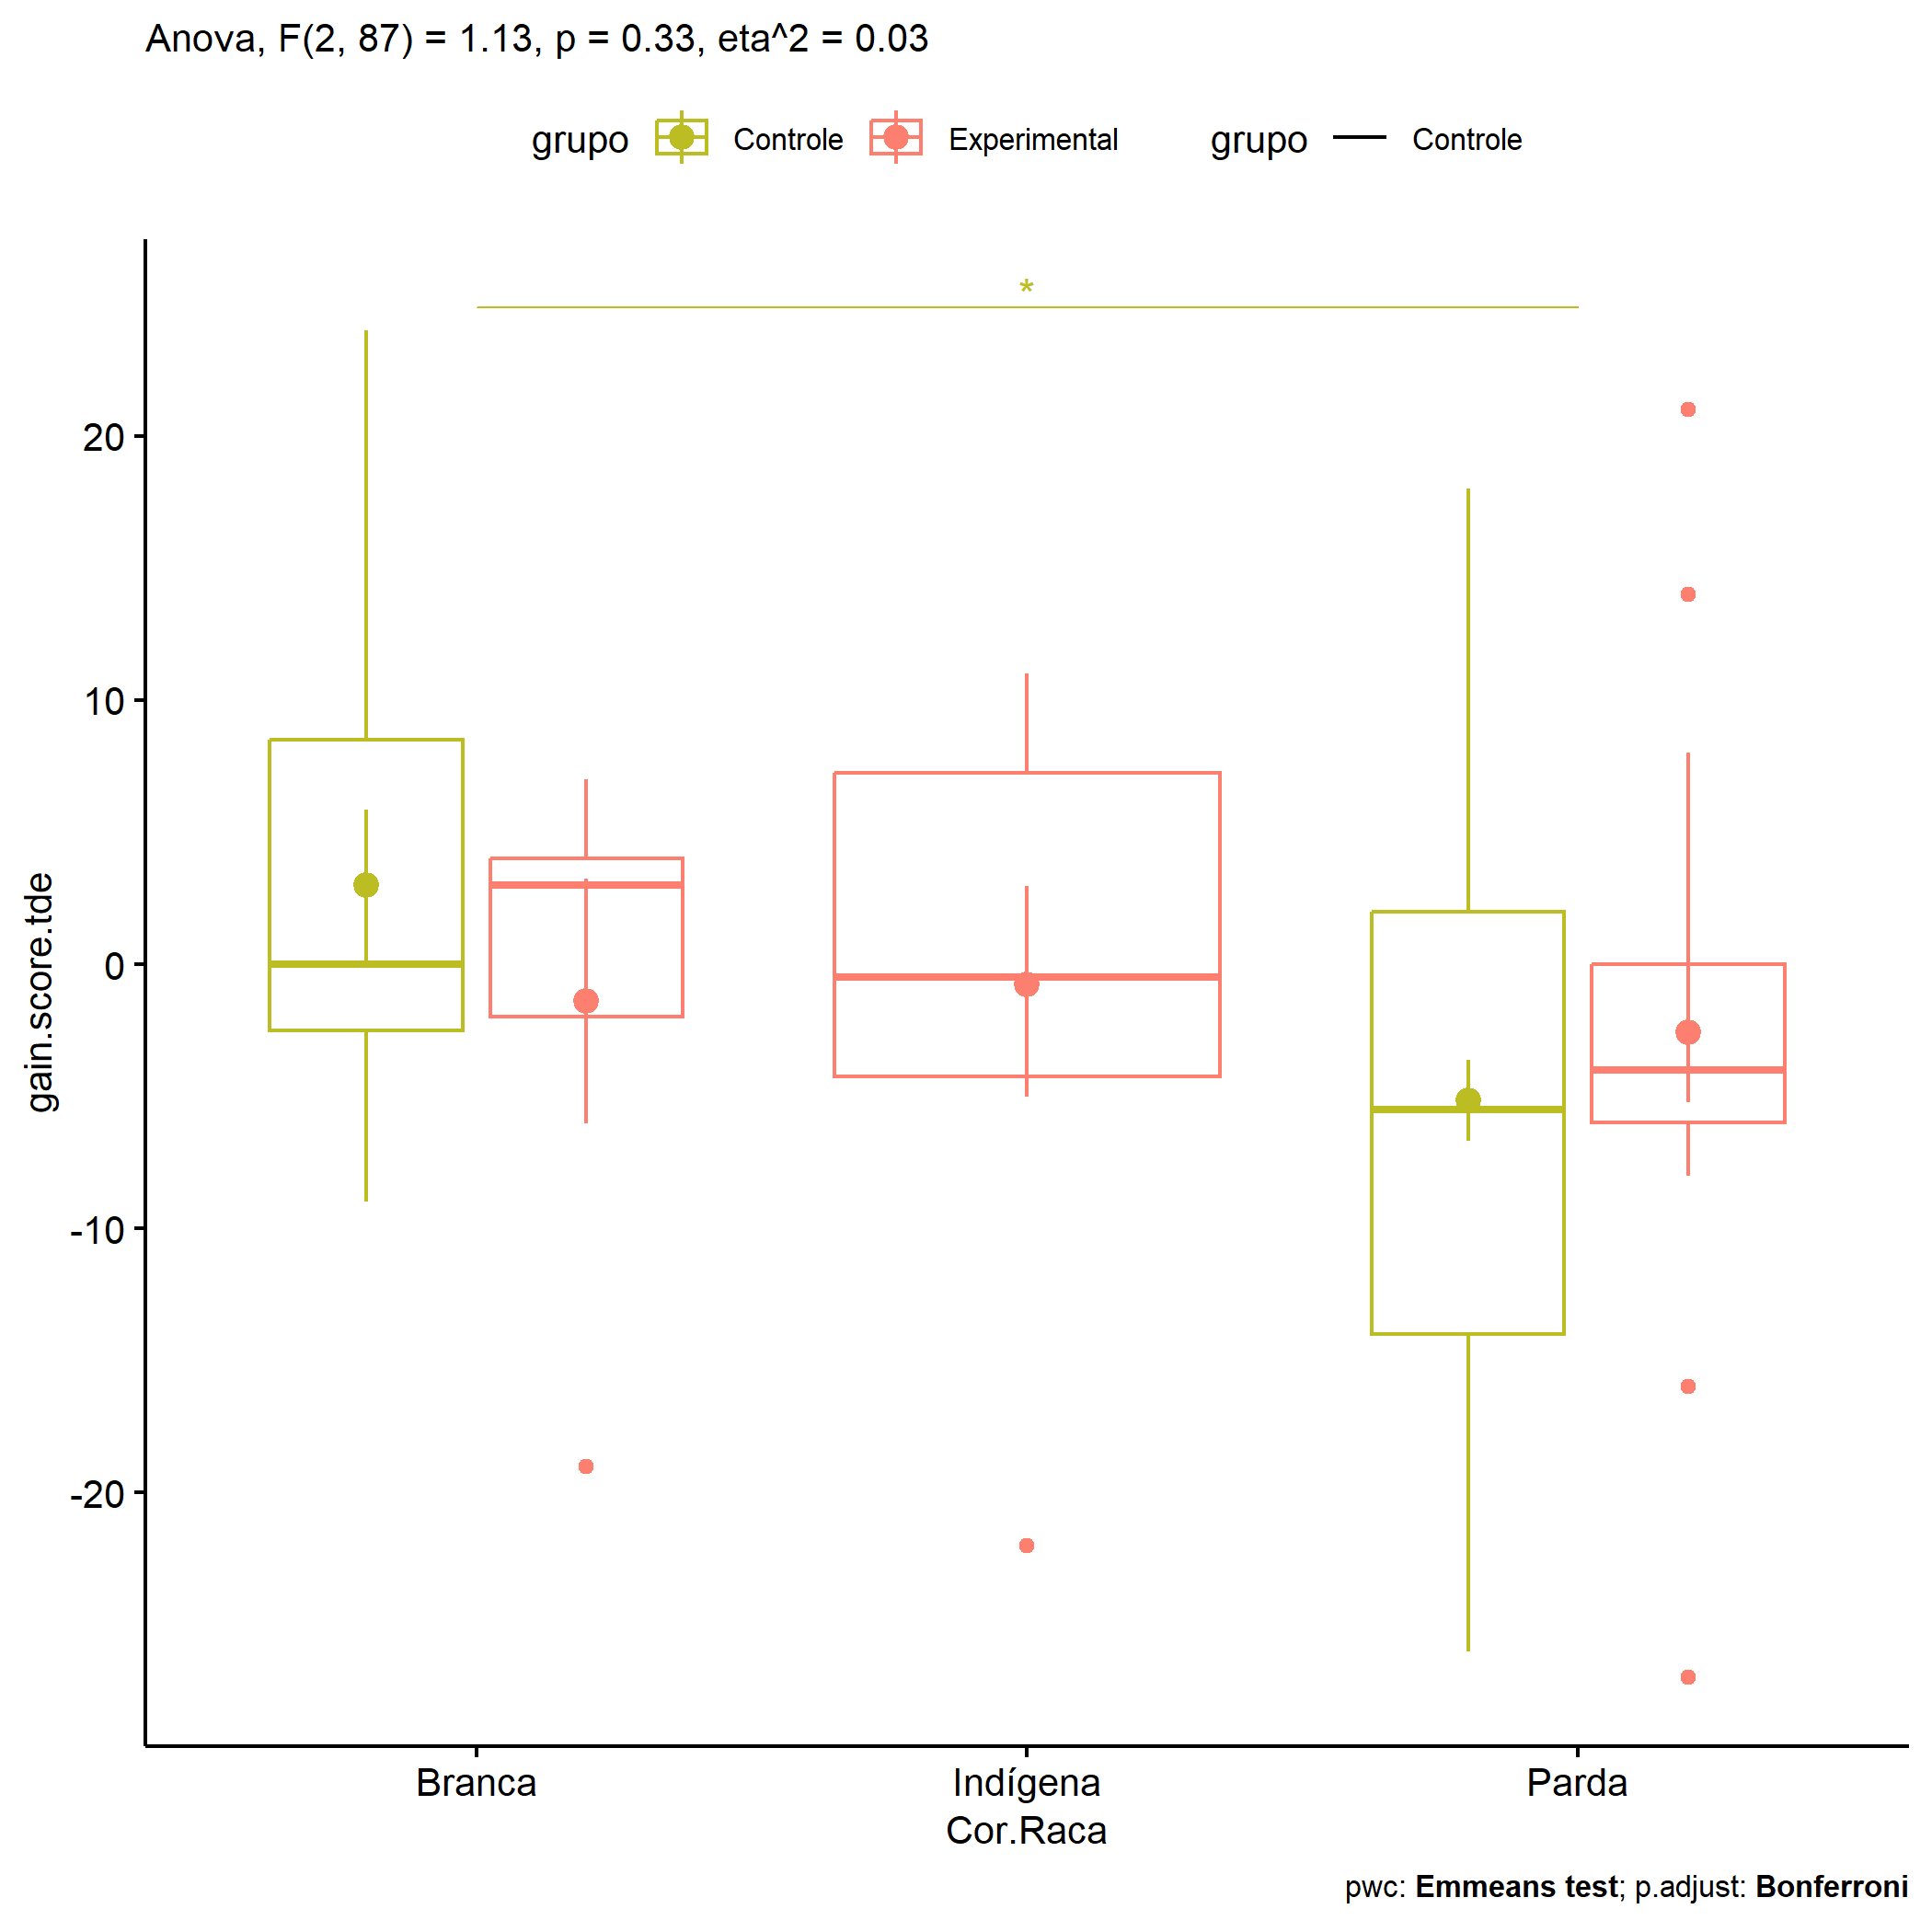 Anova, F(2, 87) = 1.13, p = 0.33, eta^2 = 0.03
grupo Controle Experimental grupo Controle
*
20
10
0
-10
-20
gain.score.tde
Branca Indígena Parda
Cor.Raca
pwc: Emmeans test; p.adjust: Bonferroni